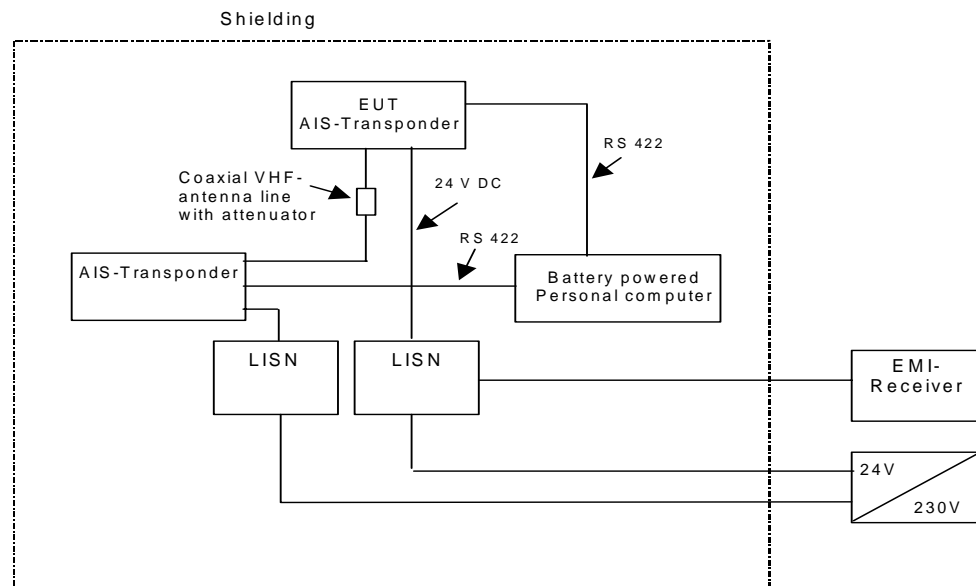 Shielding
EUT
AIS-Transponder
RS 422
Coaxial VHF-
antenna line
with attenuator
24 V DC
RS 422
AIS-Transponder
Battery powered
Personal computer
LISN
LISN
EMI-
Receiver
24V
230V